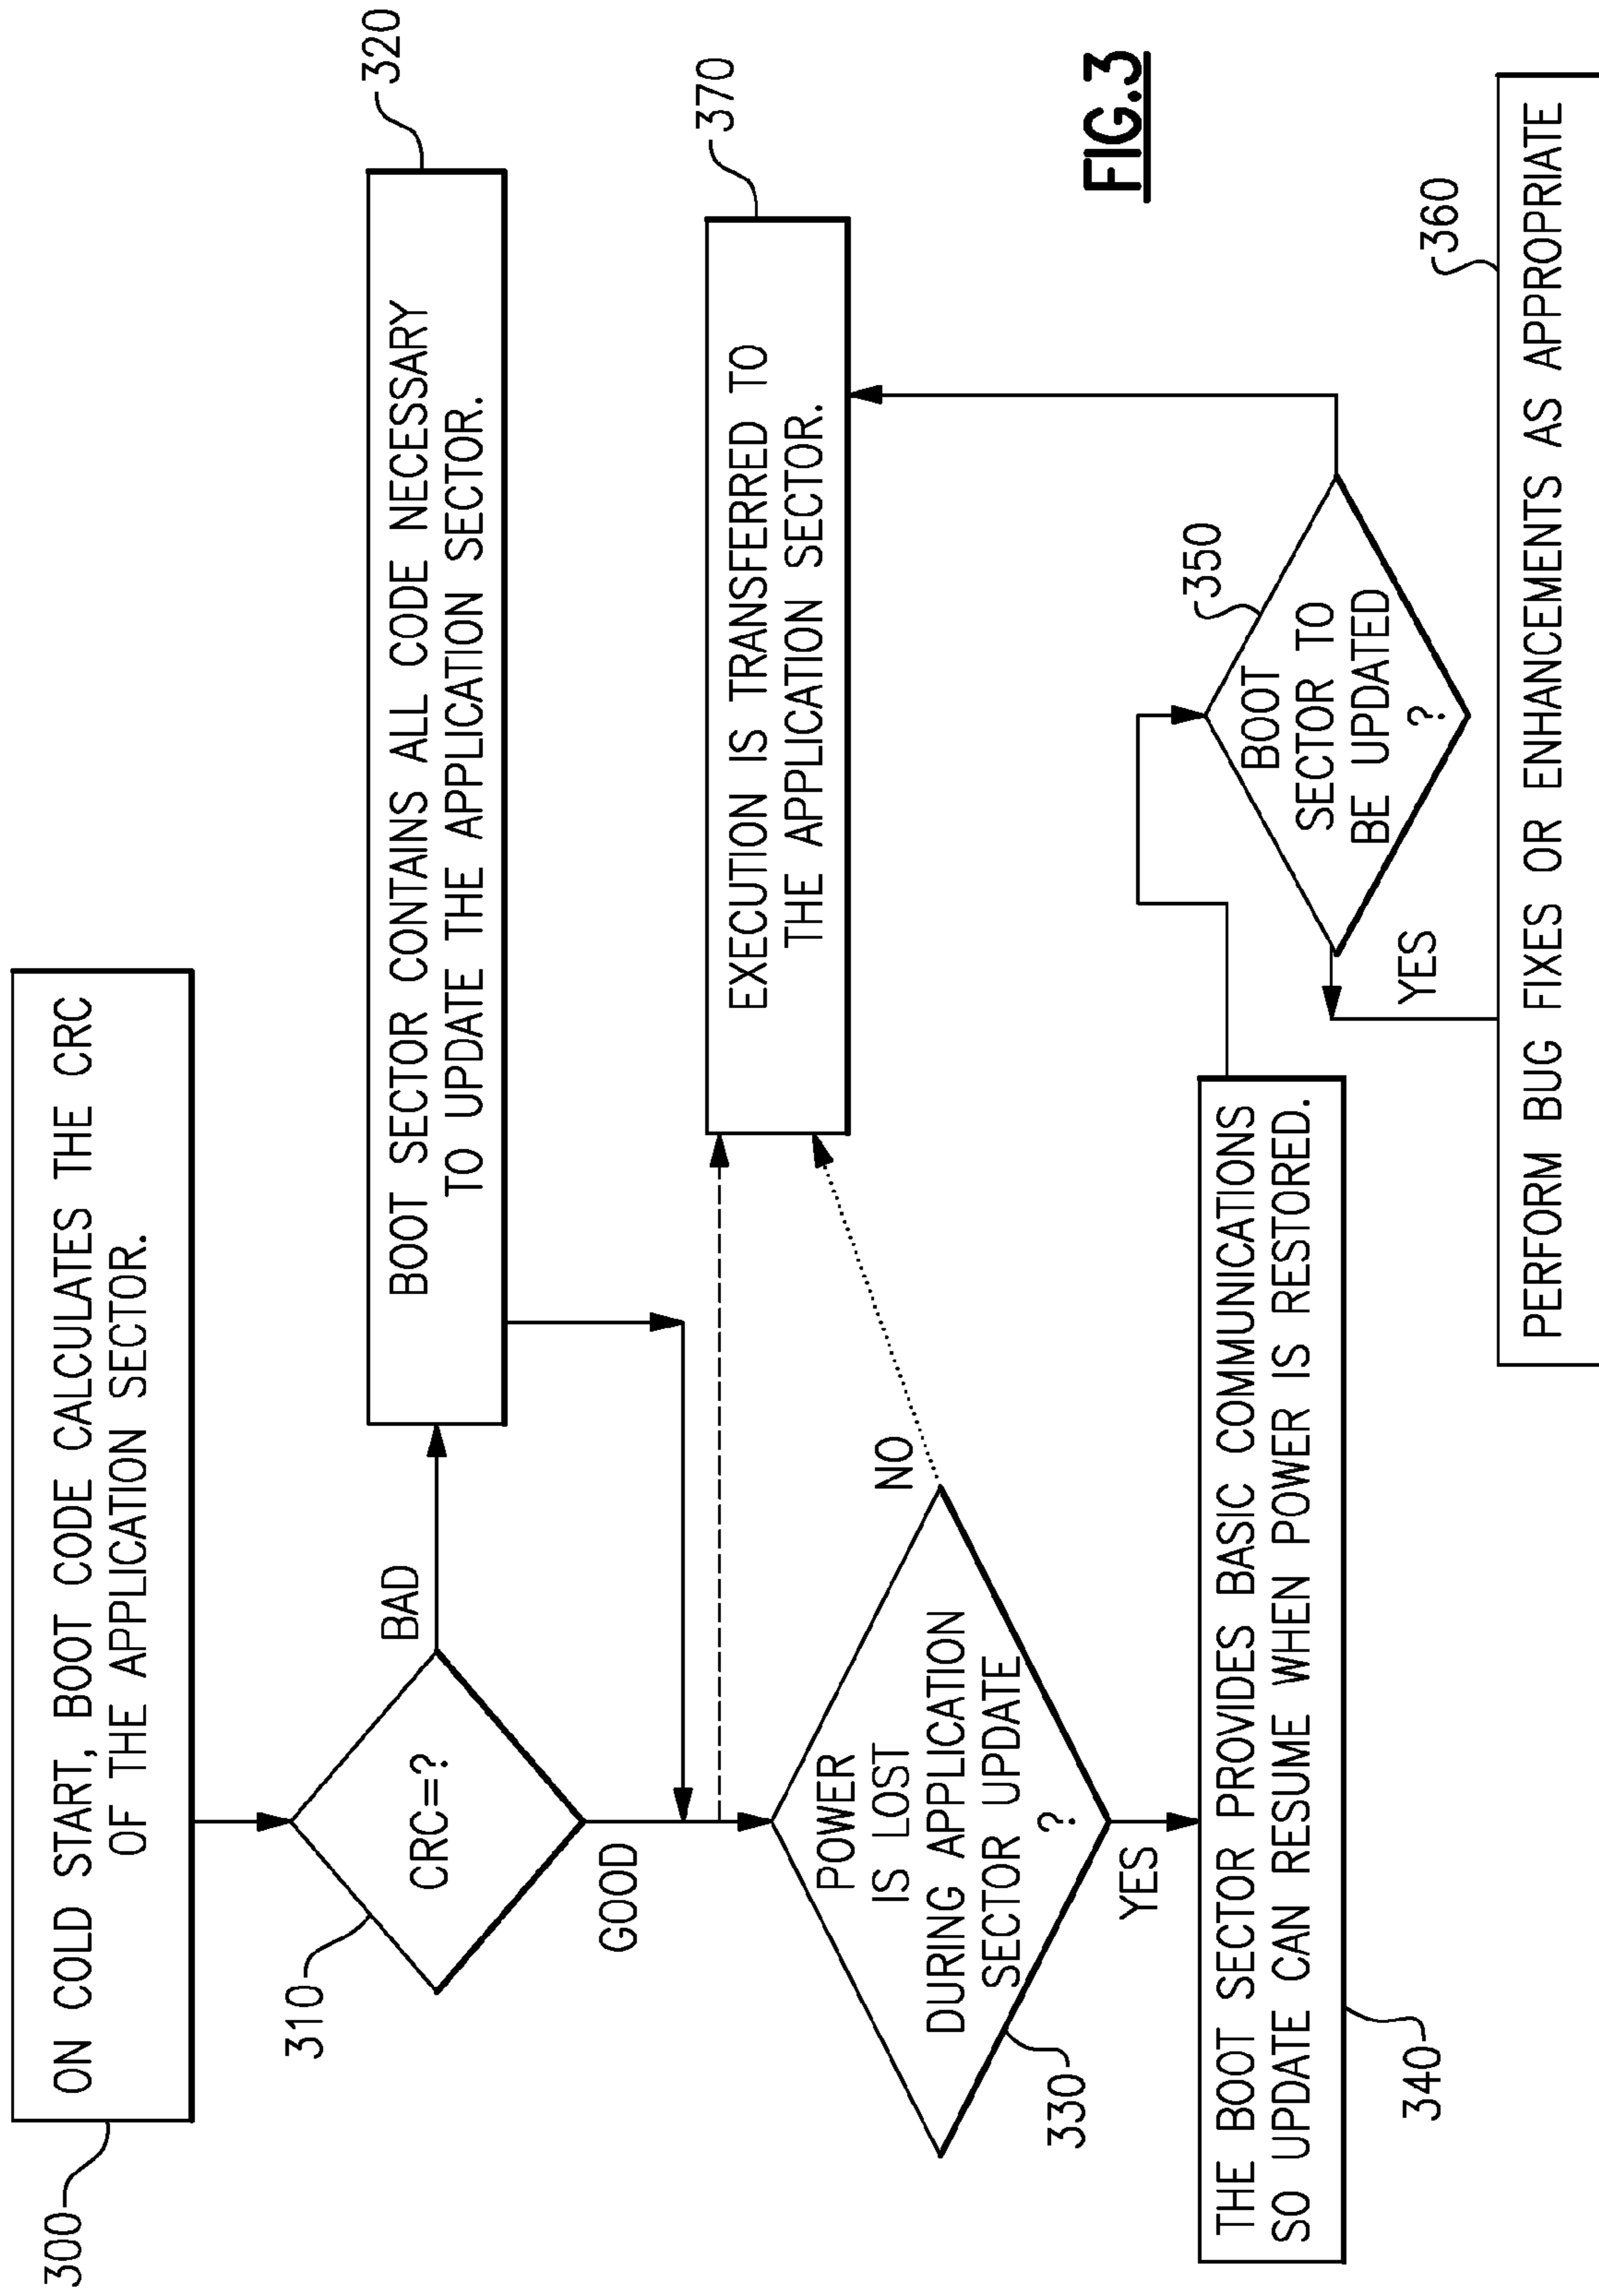 300
ON COLD START, BOOT CODE CALCULATES THE CRC
OF THE APPLICATION SECTOR.
310
CRC=?
BAD
GOOD
320
BOOT SECTOR CONTAINS ALL CODE NECESSARY
TO UPDATE THE APPLICATION SECTOR.
370
EXECUTION IS TRANSFERRED TO
THE APPLICATION SECTOR.
POWER
IS LOST
DURING APPLICATION
SECTOR UPDATE
?
NO
330
YES
THE BOOT SECTOR PROVIDES BASIC COMMUNICATIONS
SO UPDATE CAN RESUME WHEN POWER IS RESTORED.
340
350
BOOT
SECTOR TO
BE UPDATED
?
YES
360
PERFORM BUG FIXES OR ENHANCEMENTS AS APPROPRIATE
FIG.3